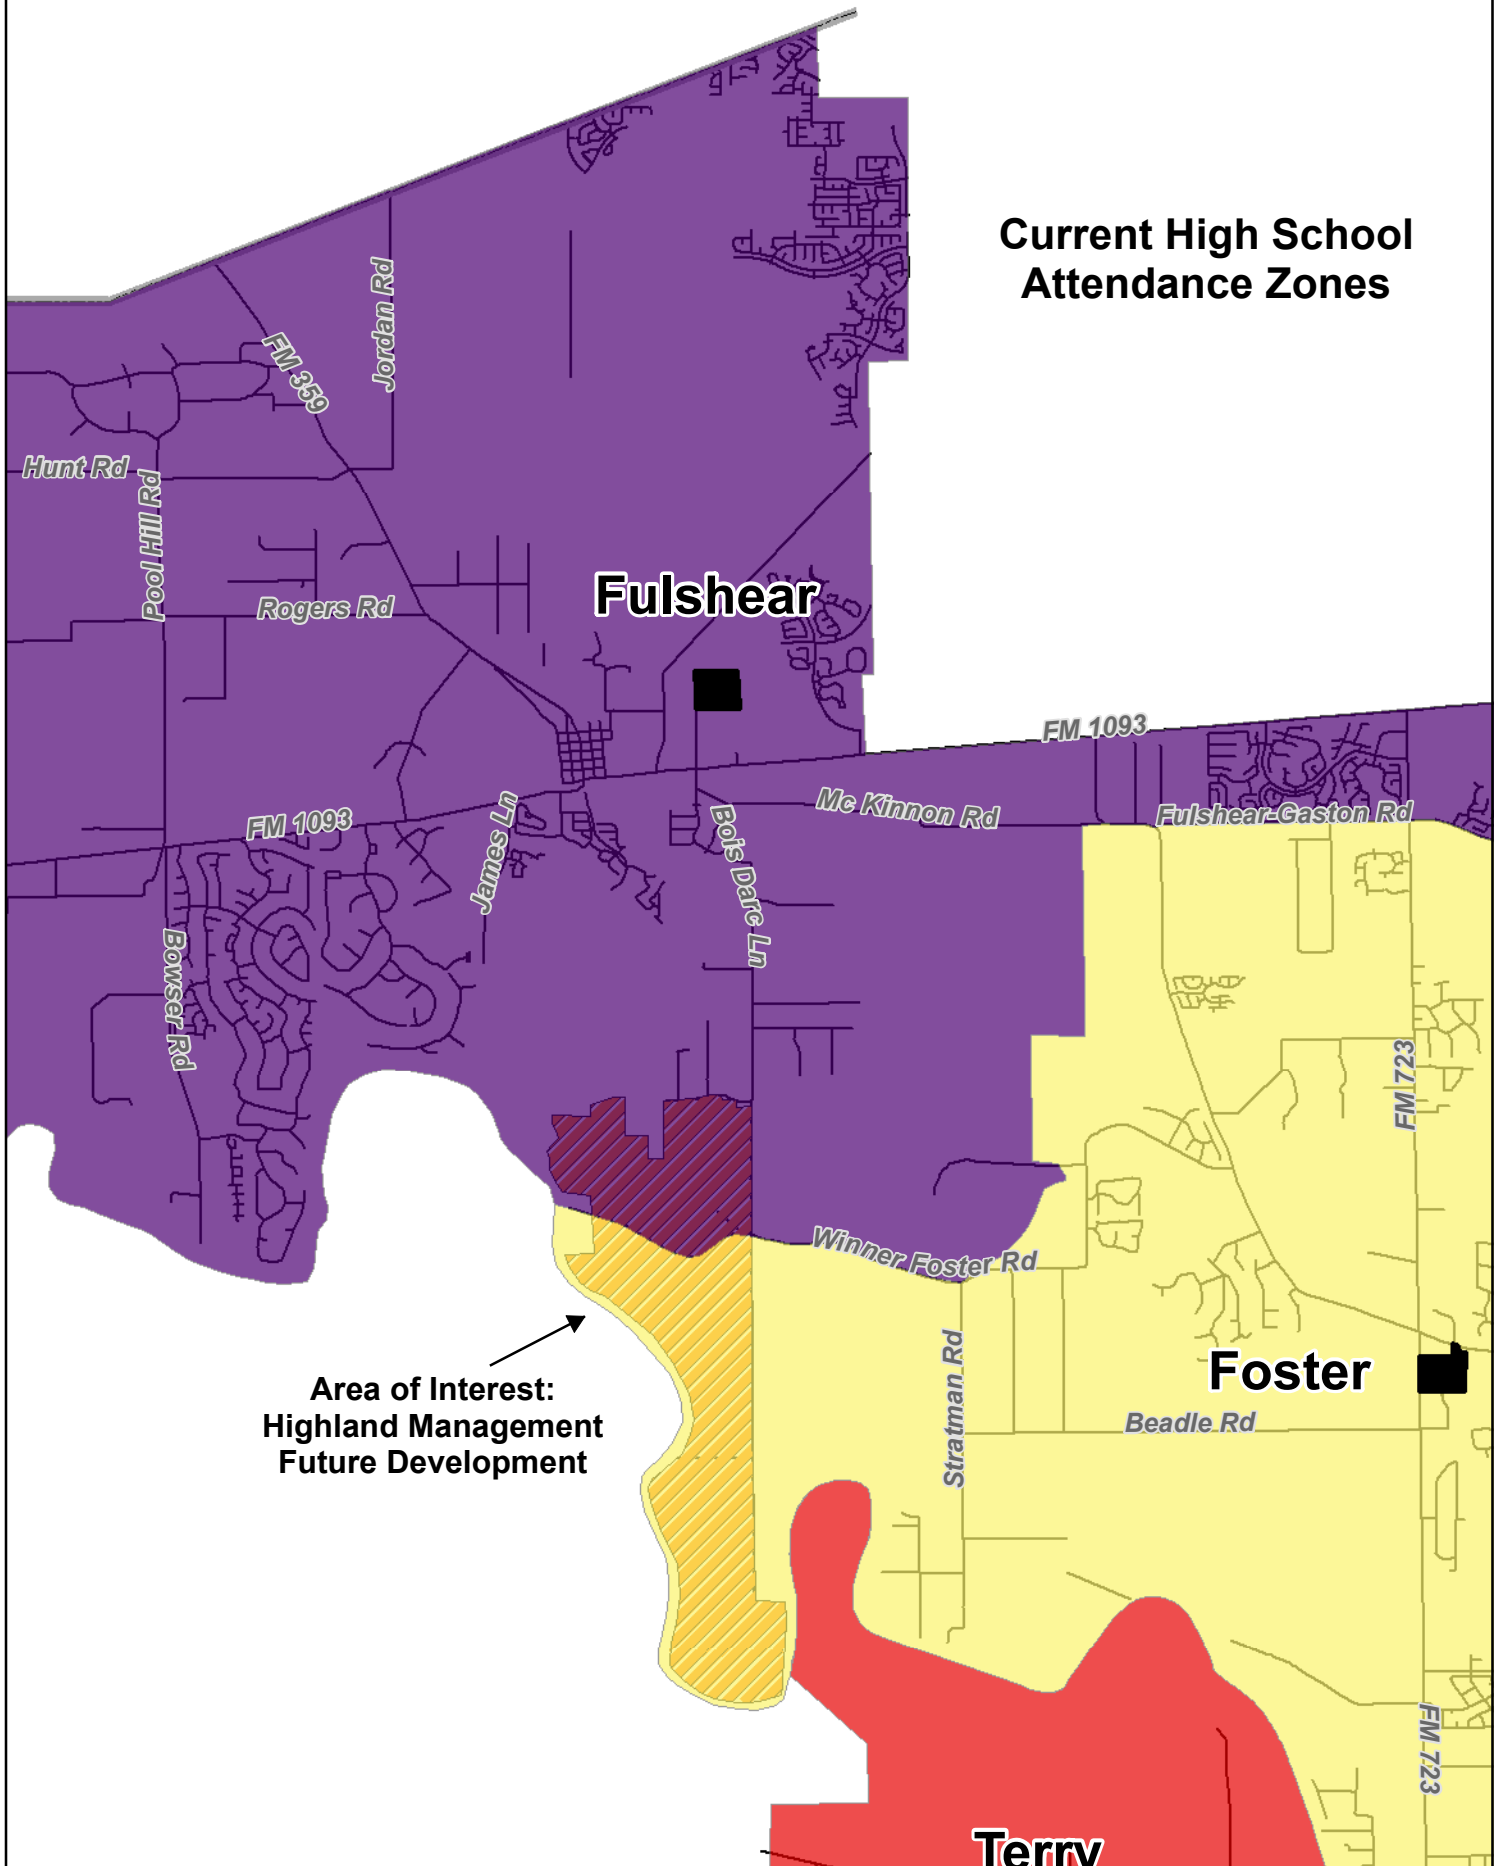 Current High School
Attendance Zones
Jordan Rd
FM 359
Hunt Rd
Pool Hill Rd
Fulshear
Rogers Rd
FM 1093
Mc Kinnon Rd
Fulshear-Gaston Rd
FM 1093
James Ln
Bois Darc Ln
Bowser Rd
FM 723
Winner Foster Rd
Area of Interest:
Highland Management
Future Development
Stratman Rd
Foster
Beadle Rd
FM 723
Terry